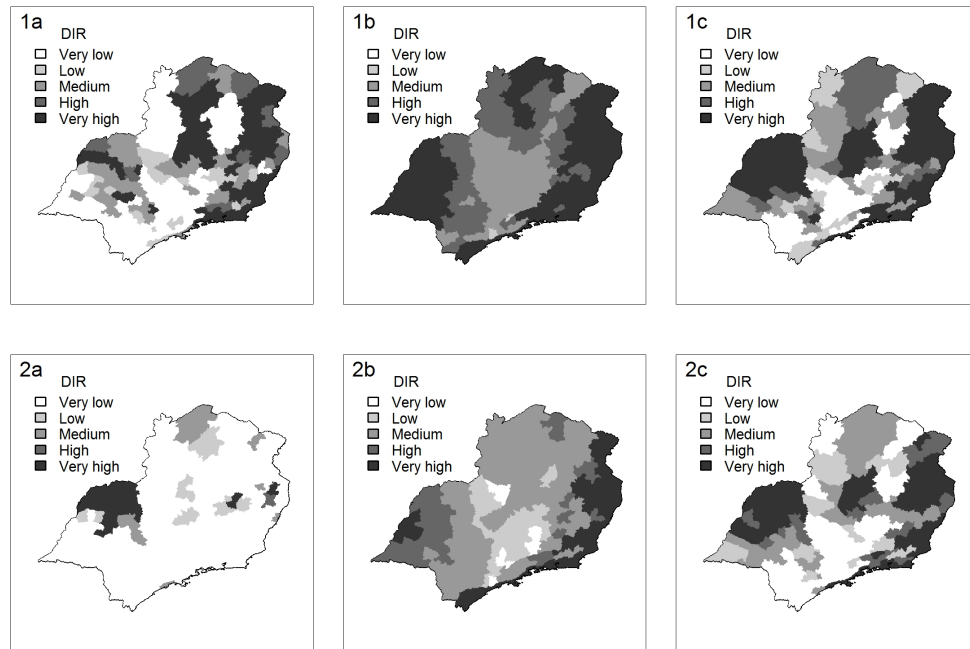 1a
DIR
Very low
Low
Medium
High
Very high
1b
DIR
Very low
Low
Medium
High
Very high
1c
DIR
Very low
Low
Medium
High
Very high
2a
DIR
Very low
Low
Medium
High
Very high
2b
DIR
Very low
Low
Medium
High
Very high
2c
DIR
Very low
Low
Medium
High
Very high